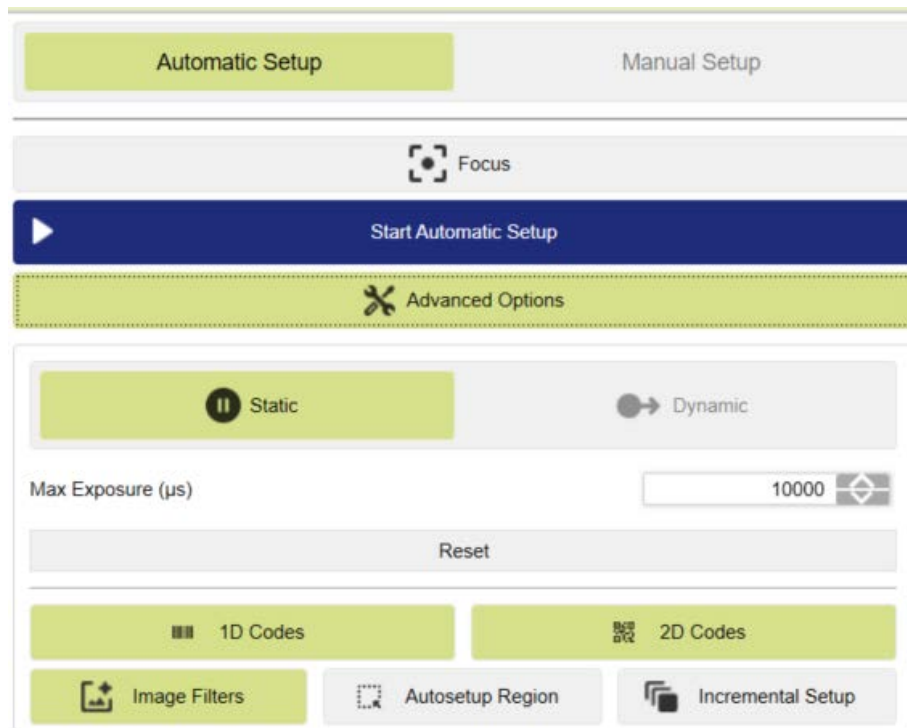 Automatic Setup Manual Setup
Focus
Start Automatic Setup
Advanced Options
Static Dynamic
Max Exposure (µs) 10000
Reset
1D Codes 2D Codes
Image Filters Autosetup Region Incremental Setup